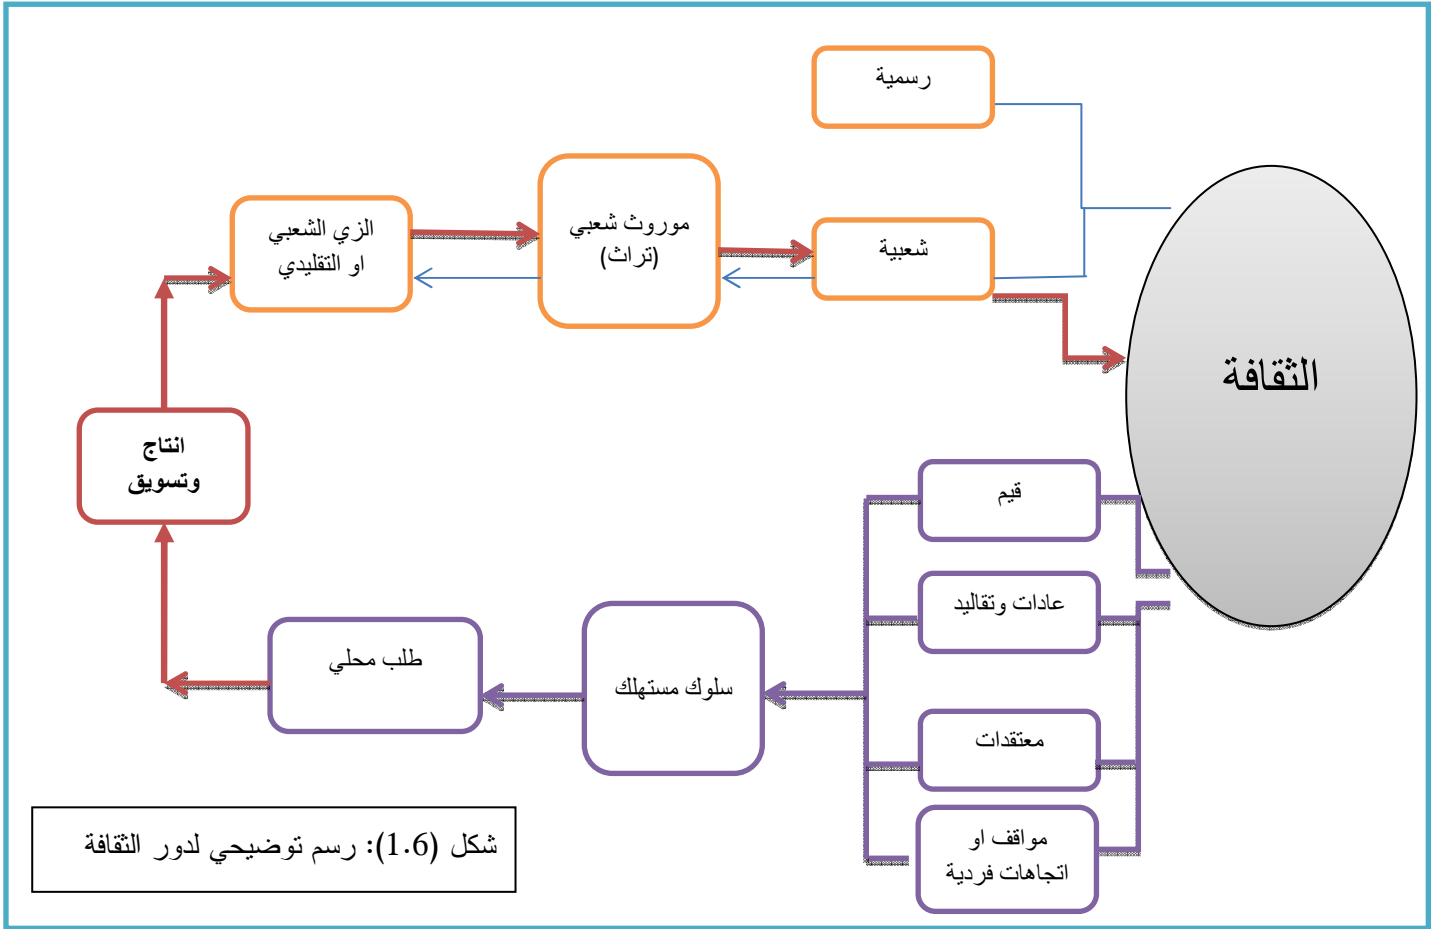 رسمية
شعبية
موروث شعبي
(تراث)
الزي الشعبي
او التقليدي
الثقافة
انتاج
وتسويق
قيم
عادات وتقاليد
معتقدات
مواقف او
اتجاهات فردية
سلوك مستهلك
طلب محلي
شكل (1.6): رسم توضيحي لدور الثقافة